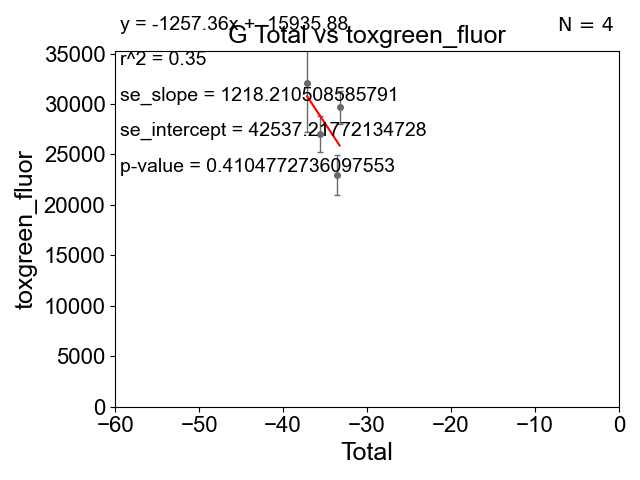 y = -1257.36x + -15935.88
N = 4
G Total vs toxgreen_fluor
r^2 = 0.35
se_slope = 1218.210508585791
se_intercept = 42537.21772134728
p-value = 0.4104772736097553
toxgreen_fluor
35000
30000
25000
20000
15000
10000
5000
0
−60
−50
−40
−30
−20
−10
0
Total